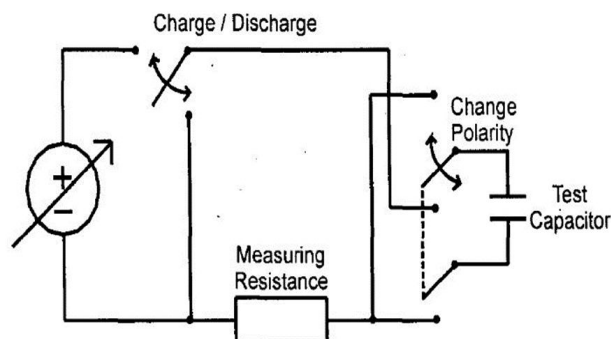 Charge / Discharge
Change
Polarity
+
−
Test
Capacitor
Measuring
Resistance